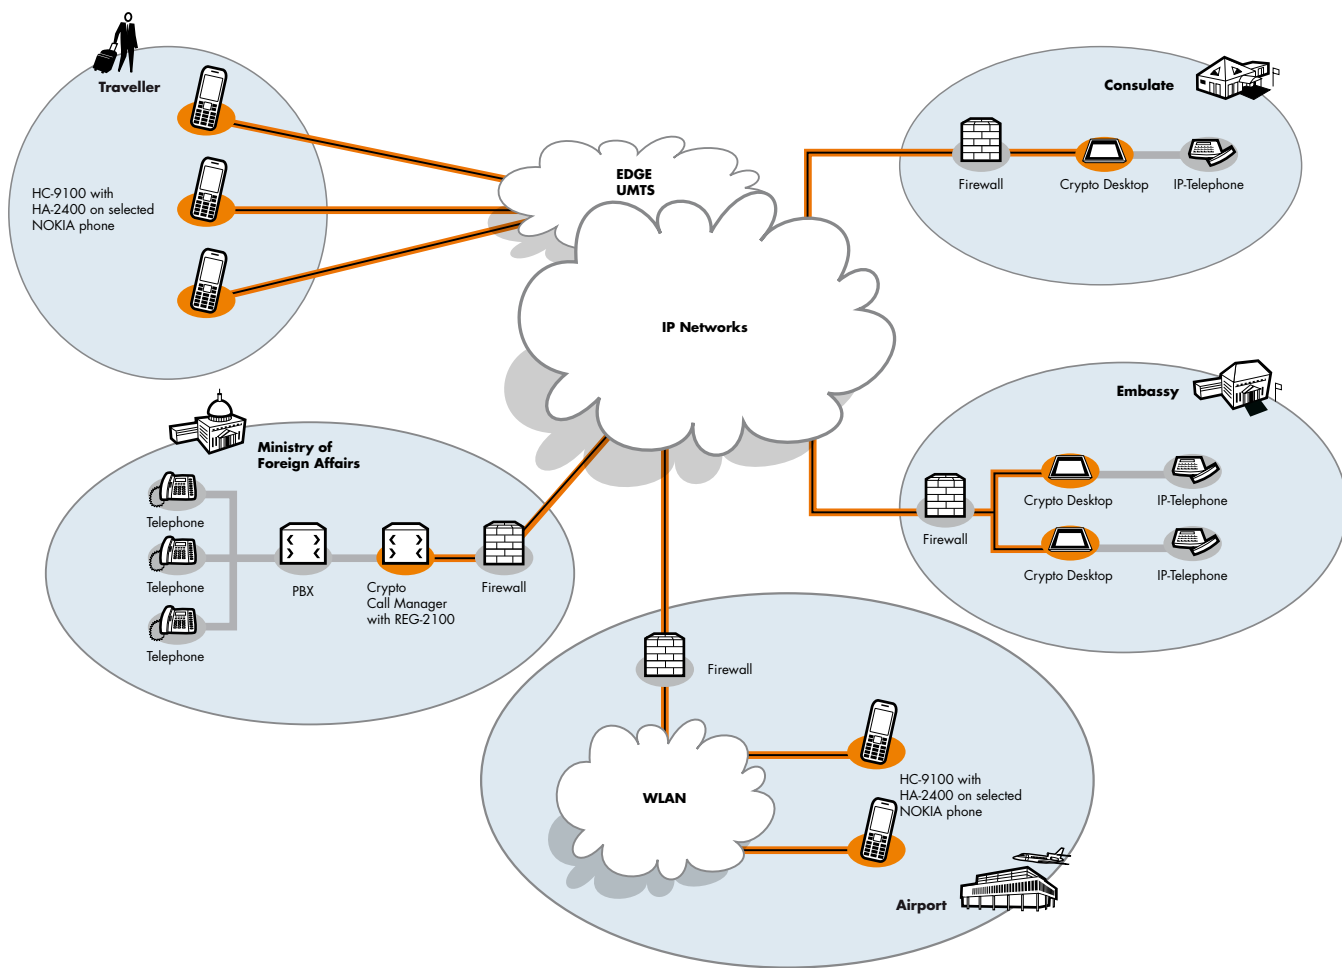 Traveller
HC-9100 with
HA-2400 on selected
NOKIA phone
EDGE
UMTS
IP Networks
Consulate
Firewall
Crypto Desktop
IP-Telephone
Embassy
Firewall
Crypto Desktop
IP-Telephone
Crypto Desktop
IP-Telephone
Ministry of
Foreign Affairs
Telephone
Telephone
Telephone
PBX
Crypto
Call Manager
with REG-2100
Firewall
Firewall
WLAN
HC-9100 with
HA-2400 on selected
NOKIA phone
Airport